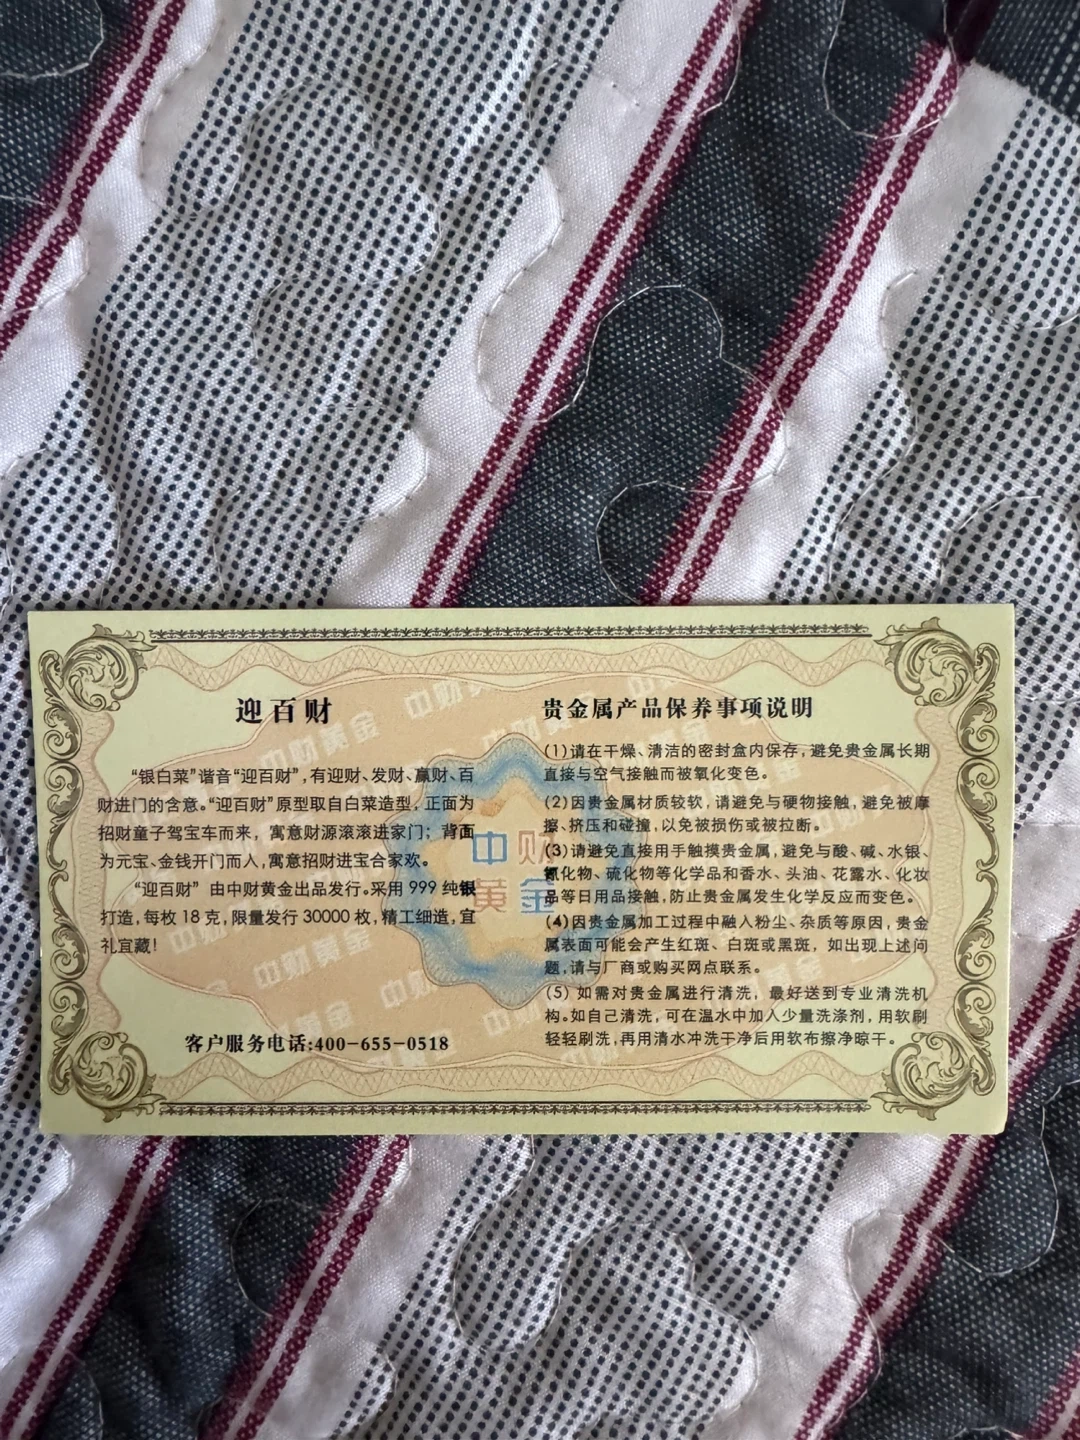 迎百财
“银白菜”谐音“迎百财”,有迎财、发财、赢财、百
财进门的含意。“迎百财”原型取自白菜造型,正面为
招财童子驾宝车而来，寓意财源滚滚进家门；背面
为元宝、金钱开门而入,寓意招财进宝合家欢。
“迎百财” 由中财黄金出品发行。采用 999 纯银
打造,每枚 18 克,限量发行 30000 枚,精工细造,宜
礼宜藏!
客户服务电话:400-655-0518
贵金属产品保养事项说明
(1)请在干燥、清洁的密封盒内保存,避免贵金属长期
直接与空气接触而被氧化变色。
(2)因贵金属材质较软,请避免与硬物接触,避免被摩
擦、挤压和碰撞,以免被损伤或被拉断。
(3)请避免直接用手触摸贵金属,避免与酸、碱、水银、
氰化物、硫化物等化学品和香水、头油、花露水、化妆
品等日用品接触,防止贵金属发生化学反应而变色。
(4)因贵金属加工过程中融入粉尘、杂质等原因,贵金
属表面可能会产生红斑、白斑或黑斑，如出现上述问
题,请与厂商或购买网点联系。
(5) 如需对贵金属进行清洗，最好送到专业清洗机
构。如自己清洗,可在温水中加入少量洗涤剂，用软刷
轻轻刷洗,再用清水冲洗干净后用软布擦净晾干。
中财
黄金